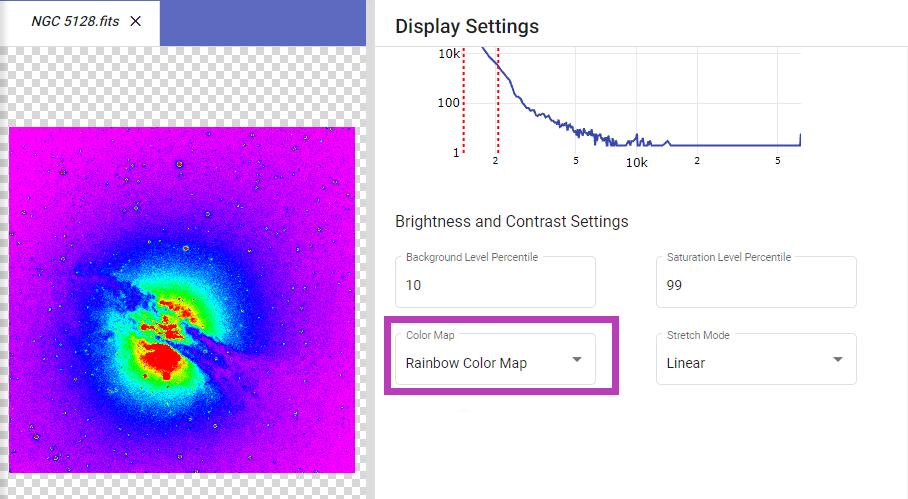 NGC 5128.fits
Display Settings
10k
100
1
2
5
10k
2
5
Brightness and Contrast Settings
Background Level Percentile
10
Saturation Level Percentile
99
Color Map
Rainbow Color Map
Stretch Mode
Linear